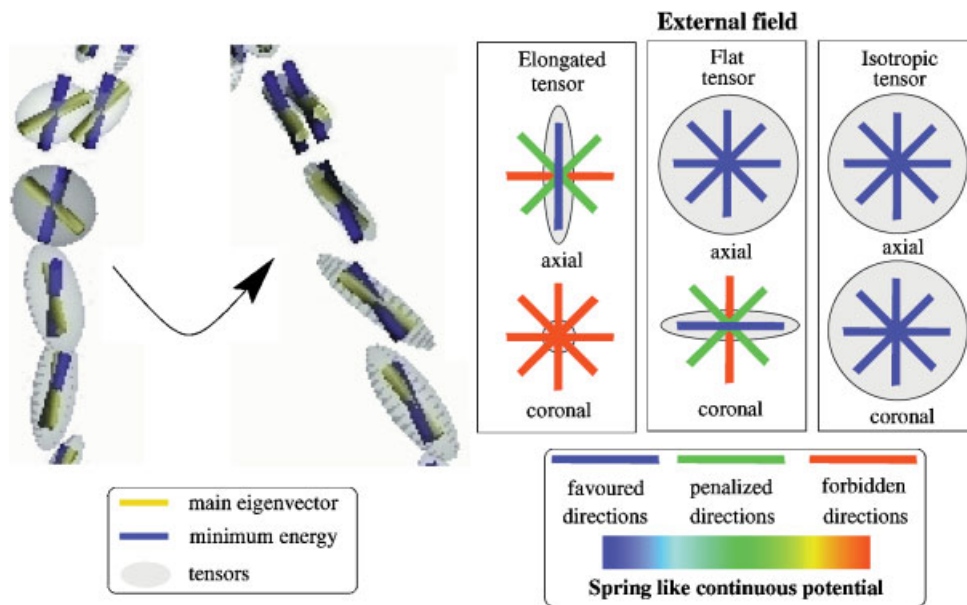 External field
Elongated
tensor
axial
coronal
Flat
tensor
axial
coronal
Isotropic
tensor
axial
coronal
main eigenvector
minimum energy
tensors
favoured
directions
penalized
directions
forbidden
directions
Spring like continuous potential